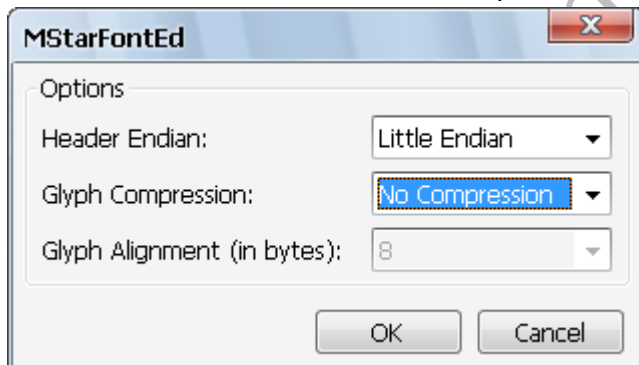 MStarFontEd
Options
Header Endian: Little Endian
Glyph Compression: No Compression
Glyph Alignment (in bytes): 8
OK Cancel